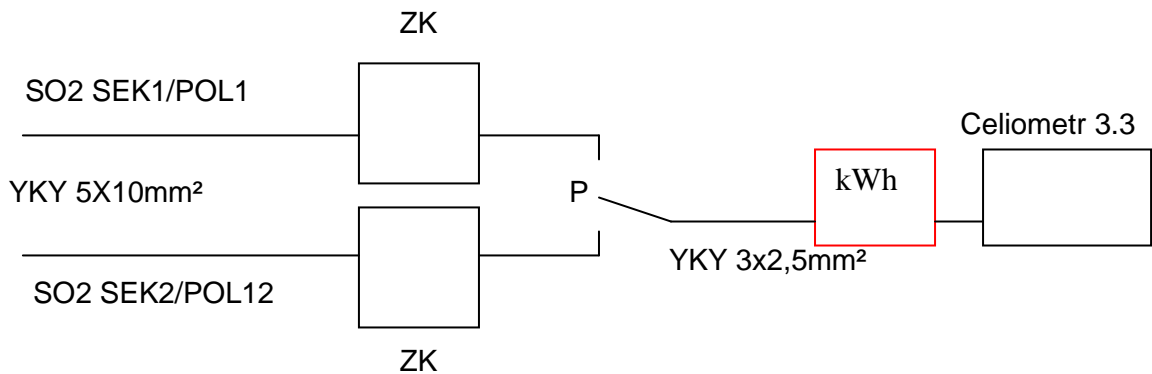 ZK
SO2 SEK1/POL1
Celiometr 3.3
YKY 5X10mm²
P
kWh
YKY 3x2,5mm²
SO2 SEK2/POL12
ZK